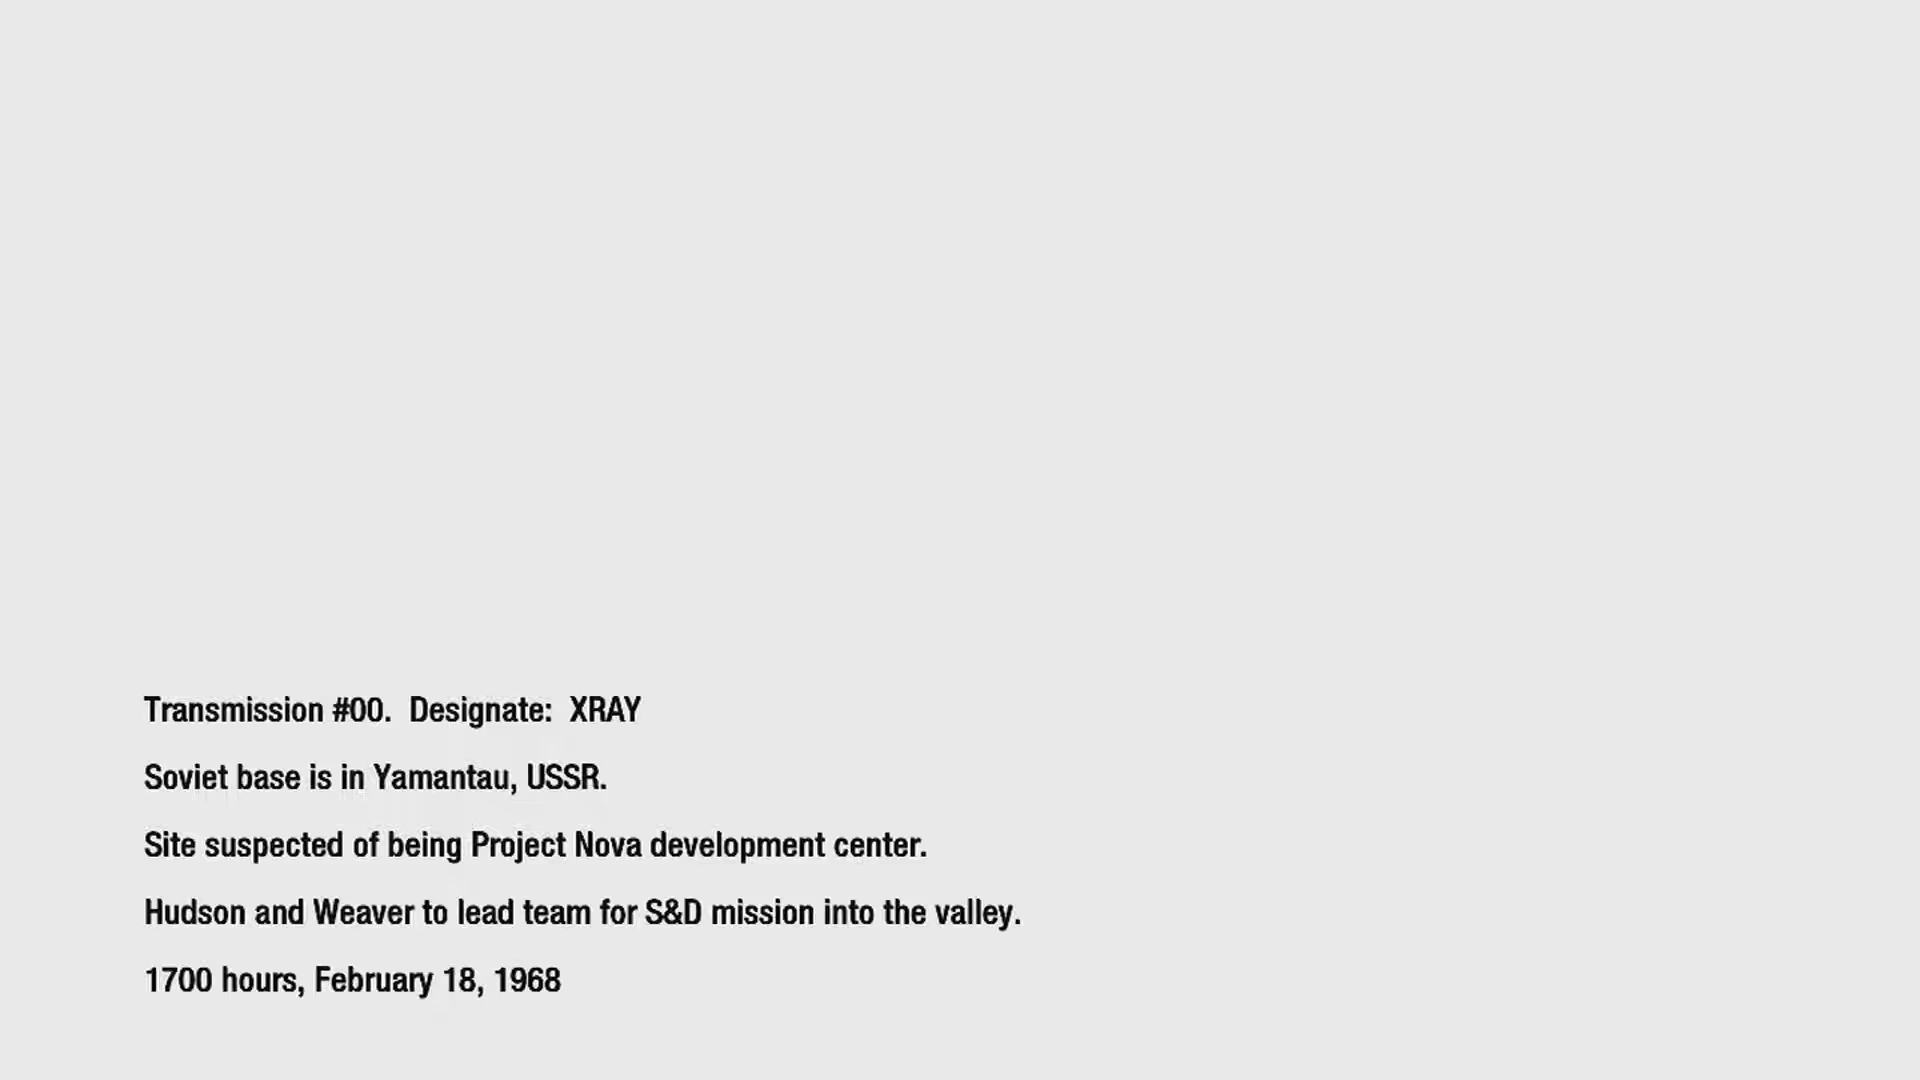 Transmission #00.  Designate:  XRAY
Soviet base is in Yamantau, USSR.
Site suspected of being Project Nova development center.
Hudson and Weaver to lead team for S&D mission into the valley.
1700 hours, February 18, 1968